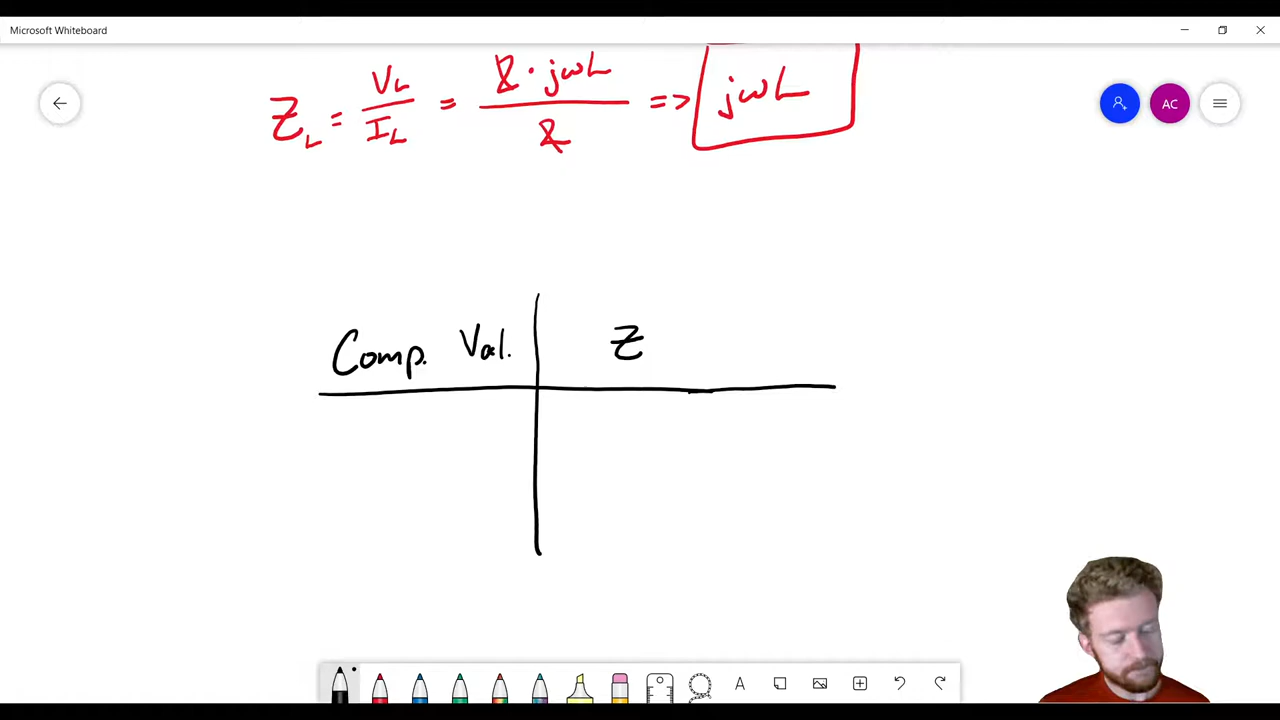 Microsoft Whiteboard
Z_L = V_L / I_L = I · jωL / I => jωL
AC
Comp. Val. Z
A